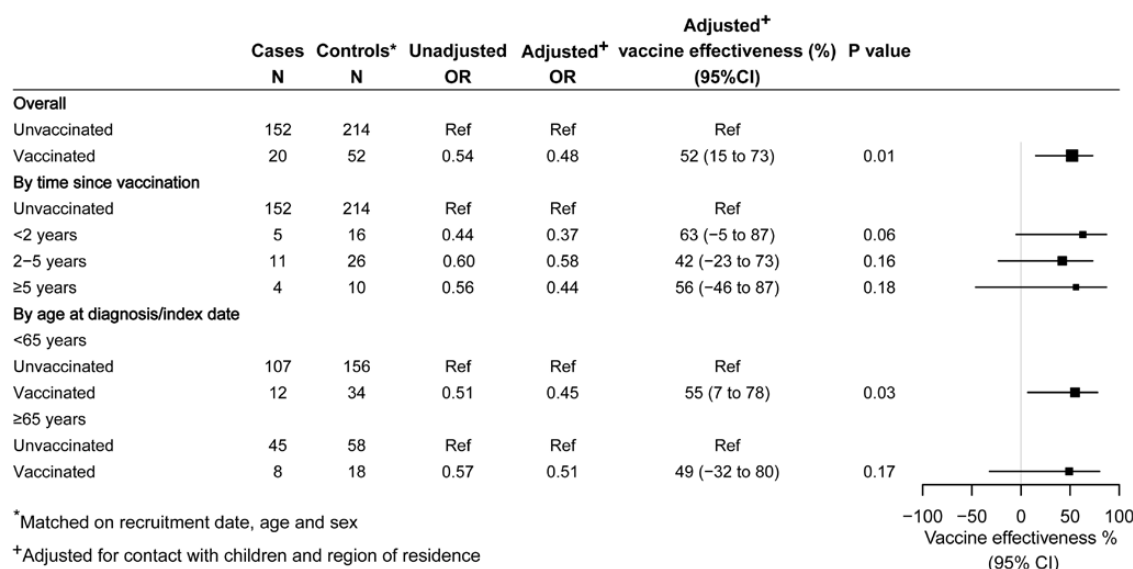 Adjusted+
Cases Controls* Unadjusted Adjusted+ vaccine effectiveness (%) P value
N N OR OR (95%CI)
Overall
Unvaccinated 152 214 Ref Ref Ref
Vaccinated 20 52 0.54 0.48 52 (15 to 73) 0.01
By time since vaccination
Unvaccinated 152 214 Ref Ref Ref
<2 years 5 16 0.44 0.37 63 (−5 to 87) 0.06
2−5 years 11 26 0.60 0.58 42 (−23 to 73) 0.16
≥5 years 4 10 0.56 0.44 56 (−46 to 87) 0.18
By age at diagnosis/index date
<65 years
Unvaccinated 107 156 Ref Ref Ref
Vaccinated 12 34 0.51 0.45 55 (7 to 78) 0.03
≥65 years
Unvaccinated 45 58 Ref Ref Ref
Vaccinated 8 18 0.57 0.51 49 (−32 to 80) 0.17
−100 −50 0 50 100
Vaccine effectiveness %
(95% CI)
*Matched on recruitment date, age and sex
+Adjusted for contact with children and region of residence